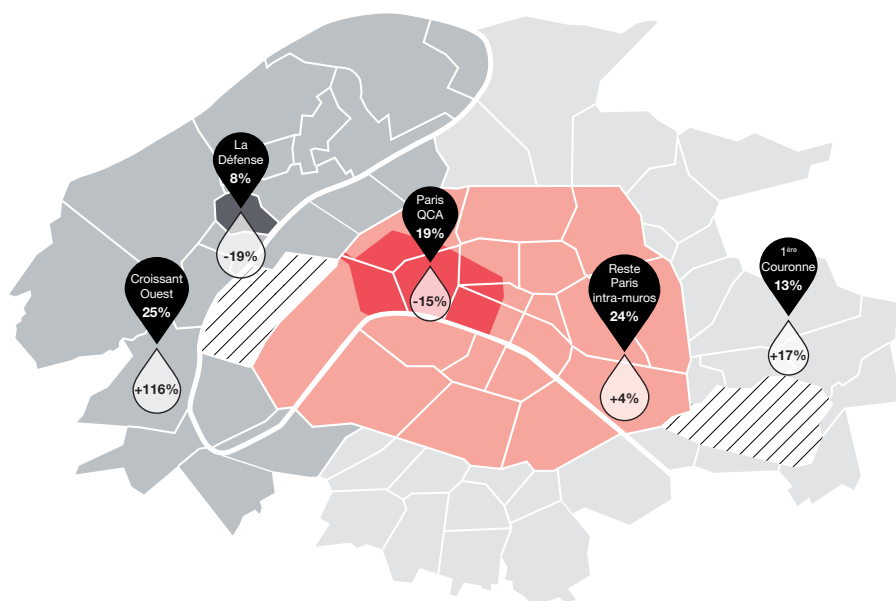 La
Défense
8%
-19%
Croissant
Ouest
25%
+116%
Paris
QCA
19%
-15%
Reste
Paris
intra-muros
24%
+4%
1ère
Couronne
13%
+17%